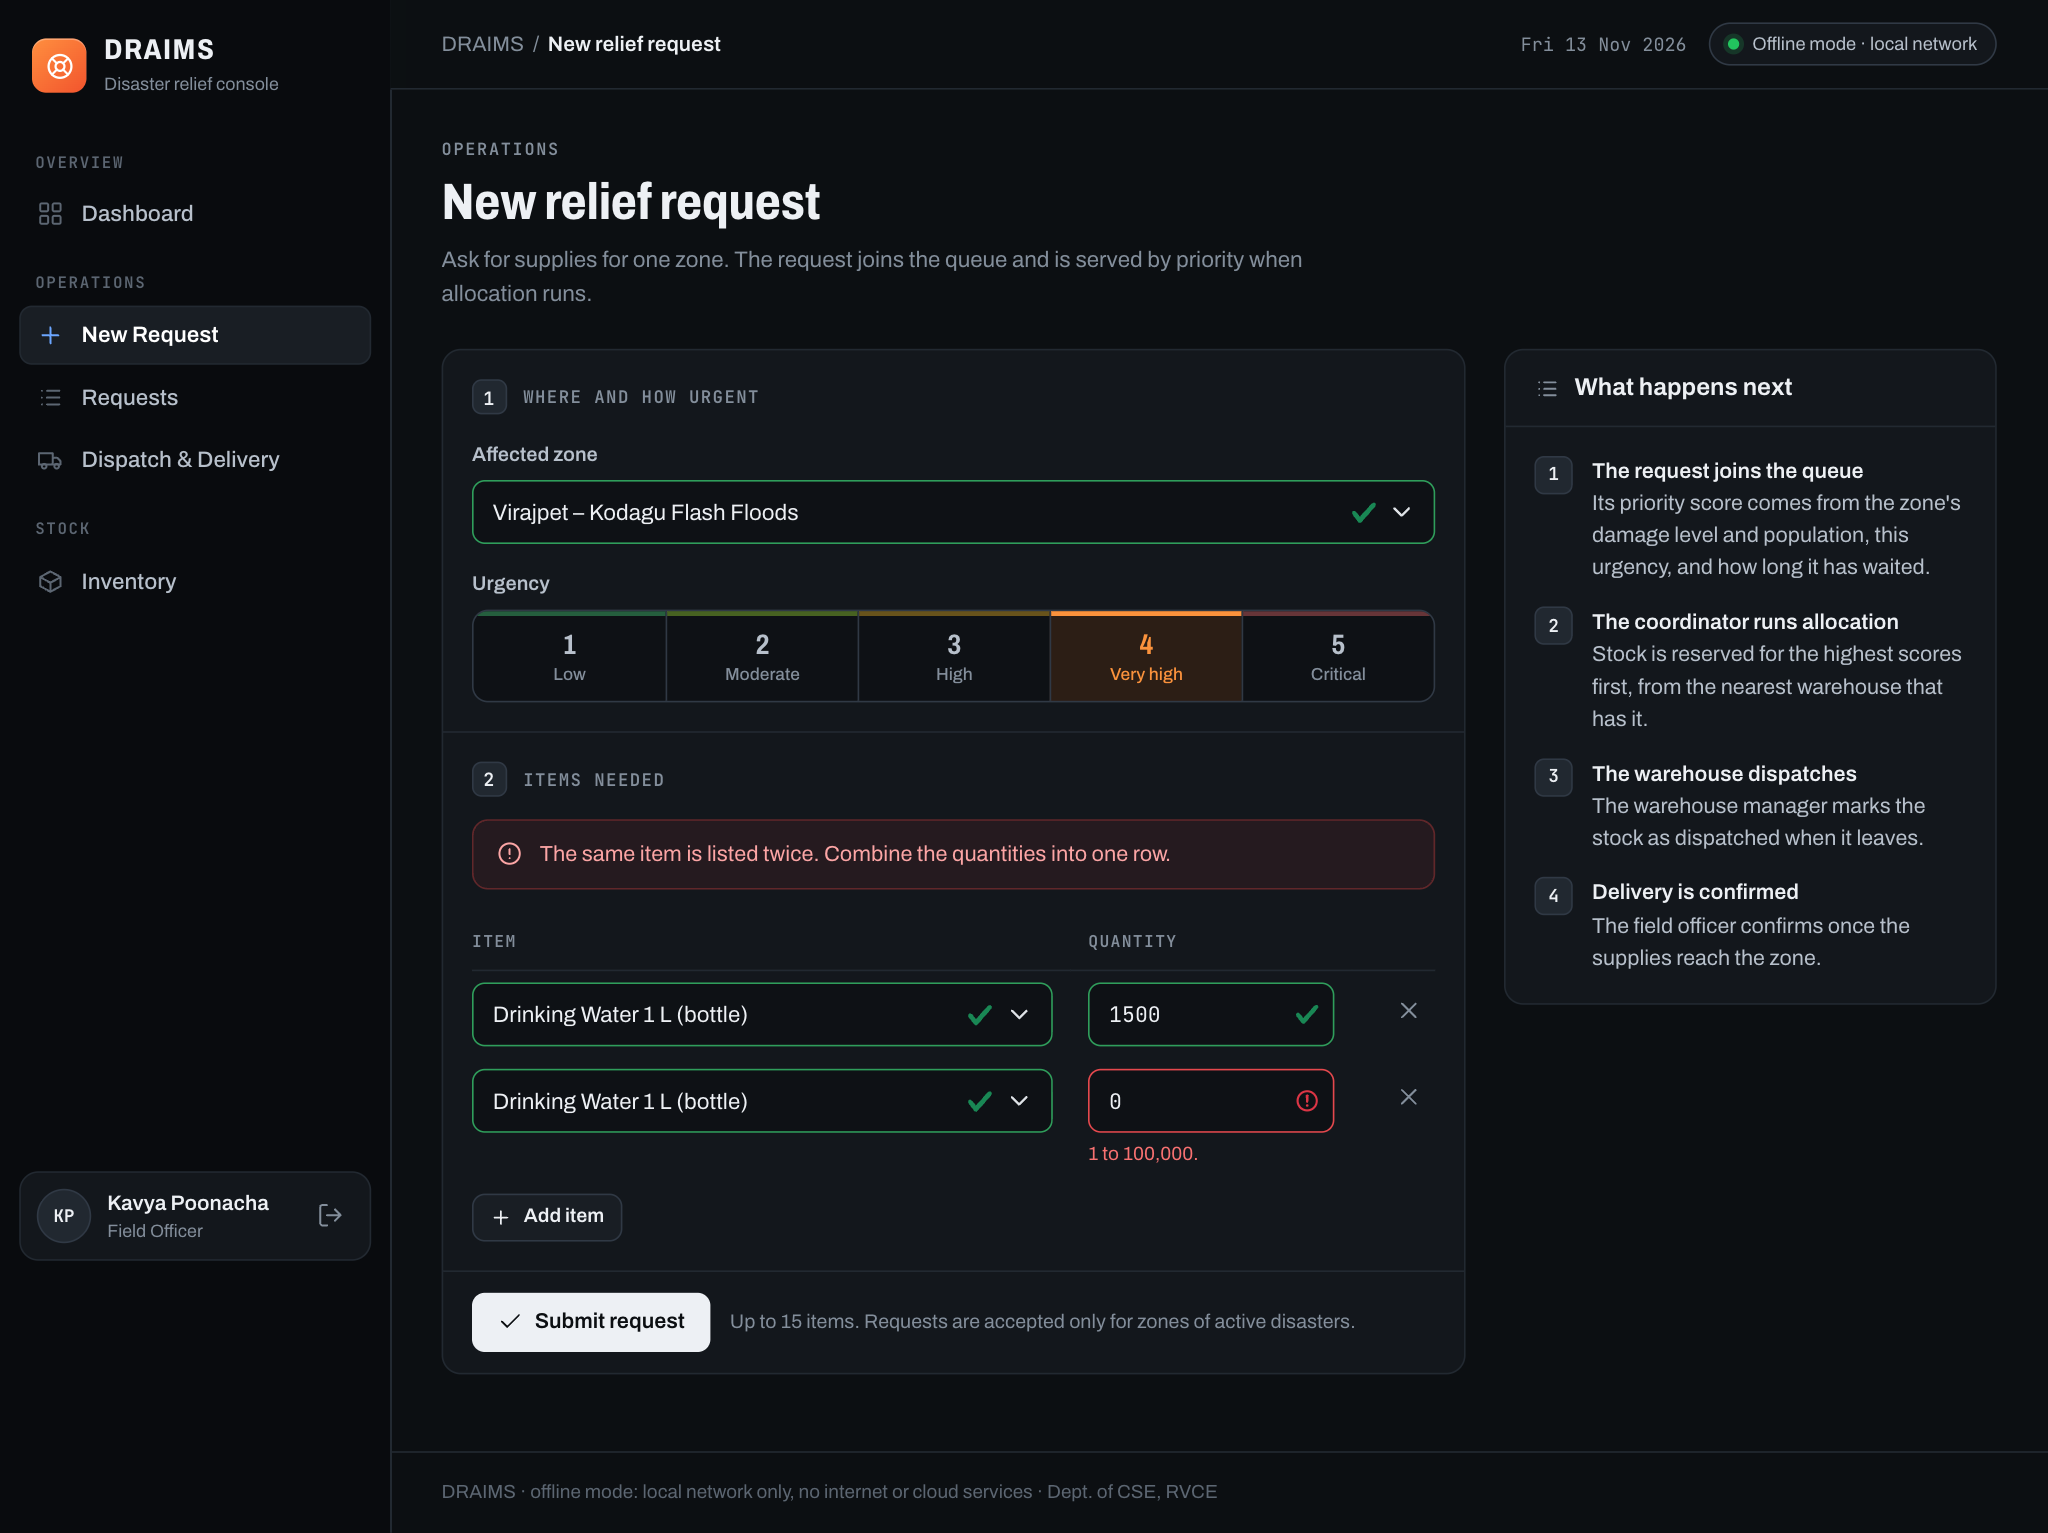 DRAIMS
Disaster relief console
OVERVIEW
Dashboard
OPERATIONS
New Request
Requests
Dispatch & Delivery
STOCK
Inventory
KP
Kavya Poonacha
Field Officer
DRAIMS / New relief request
Fri 13 Nov 2026
Offline mode · local network
OPERATIONS
New relief request
Ask for supplies for one zone. The request joins the queue and is served by priority when
allocation runs.
1 WHERE AND HOW URGENT
Affected zone
Virajpet – Kodagu Flash Floods
Urgency
1 2 3 4 5
Low Moderate High Very high Critical
2 ITEMS NEEDED
The same item is listed twice. Combine the quantities into one row.
ITEM QUANTITY
Drinking Water 1 L (bottle) 1500
Drinking Water 1 L (bottle) 0
1 to 100,000.
Add item
Submit request
Up to 15 items. Requests are accepted only for zones of active disasters.
What happens next
1 The request joins the queue
Its priority score comes from the zone's
damage level and population, this
urgency, and how long it has waited.
2 The coordinator runs allocation
Stock is reserved for the highest scores
first, from the nearest warehouse that
has it.
3 The warehouse dispatches
The warehouse manager marks the
stock as dispatched when it leaves.
4 Delivery is confirmed
The field officer confirms once the
supplies reach the zone.
DRAIMS · offline mode: local network only, no internet or cloud services · Dept. of CSE, RVCE